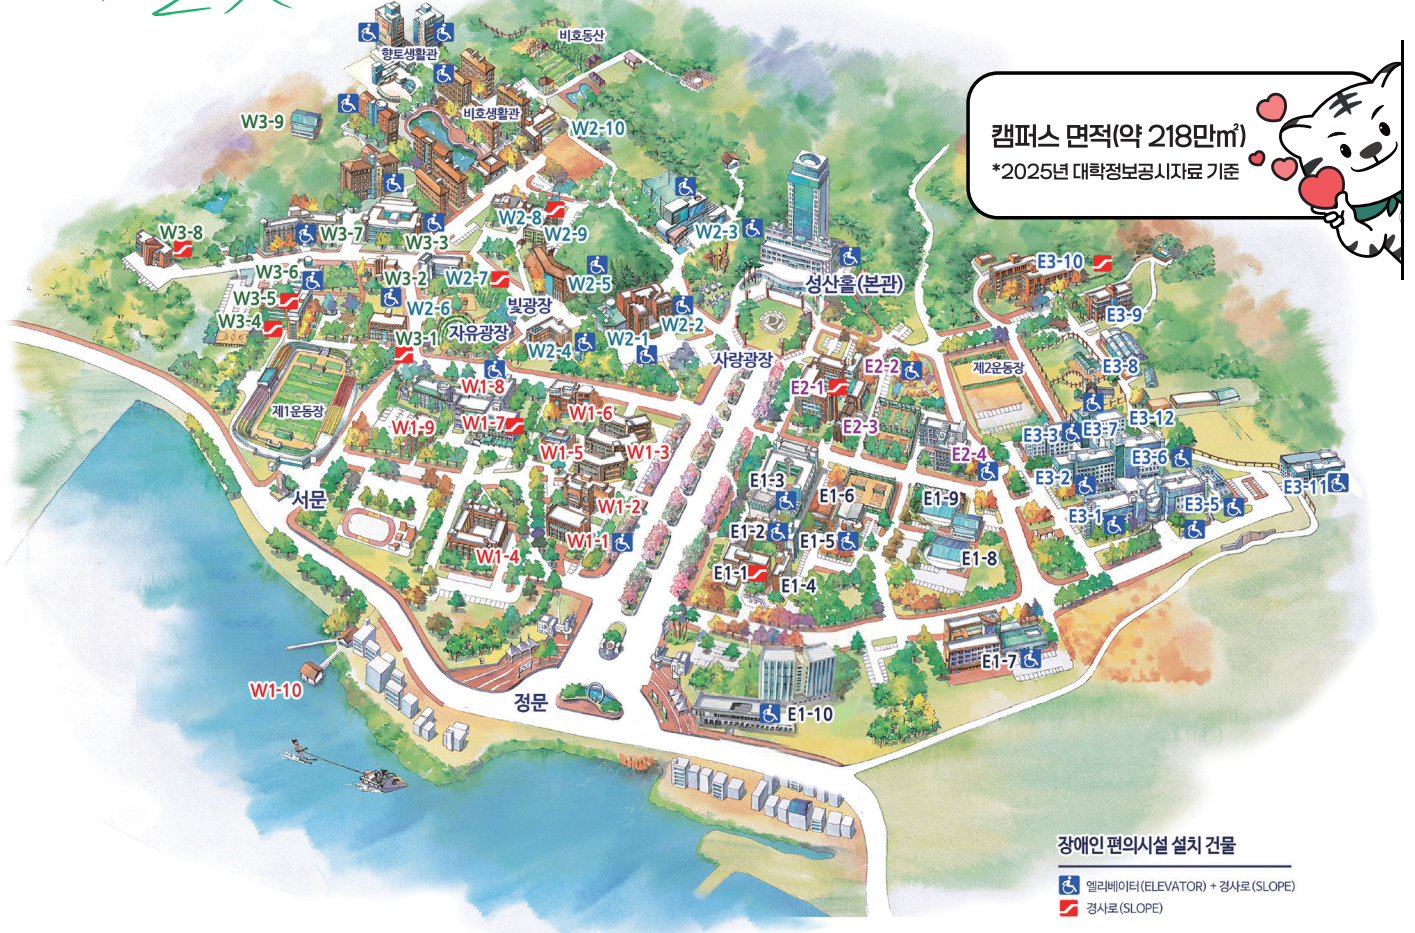 비호동산
향토생활관
캠퍼스 면적(약 218만㎡)
*2025년 대학정보공시자료 기준
비호생활관
W3-9
W2-10
W2-8
W2-9
W2-3
W3-8
W3-7
W3-3
성산홀(본관)
E3-10
E3-9
W3-6
W3-2
W2-7
W2-5
W3-5
W2-6
빛광장
W3-4
자유광장
W2-1
W2-2
W3-1
W2-4
사랑광장
E2-2
제2운동장
E3-8
W1-8
E2-1
제1운동장
W1-6
W1-7
W1-9
E2-3
E3-12
E3-3
E3-7
W1-5
W1-3
E2-4
E3-6
서문
E1-3
E3-2
E3-11
W1-2
E1-6
E1-9
E3-5
E3-1
W1-1
E1-2
E1-5
W1-4
E1-8
E1-1
E1-4
E1-7
W1-10
정문
E1-10
장애인 편의시설 설치 건물
엘리베이터(ELEVATOR) + 경사로(SLOPE)
경사로(SLOPE)